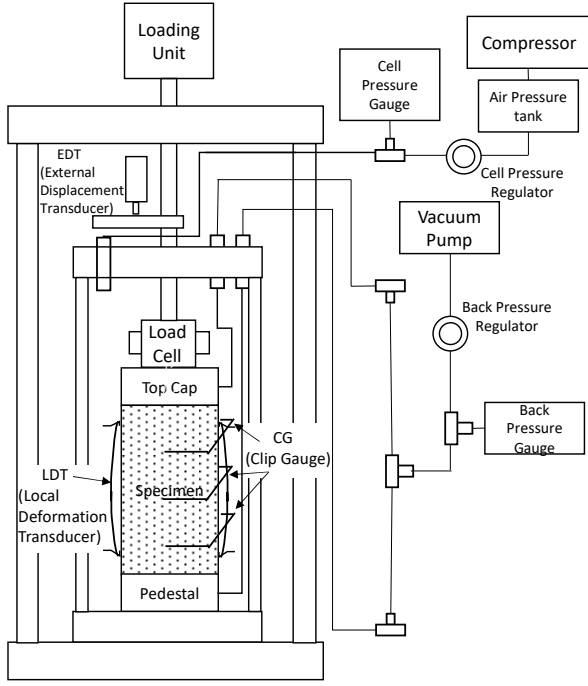 Loading
Unit
Compressor
Cell
Pressure
Gauge
Air Pressure
tank
EDT
(External
Displacement
Transducer)
Cell Pressure
Regulator
Vacuum
Pump
Back Pressure
Regulator
Load
Cell
Top Cap
CG
(Clip Gauge)
Back
Pressure
Gauge
LDT
(Local
Deformation
Transducer)
Specimen
Pedestal